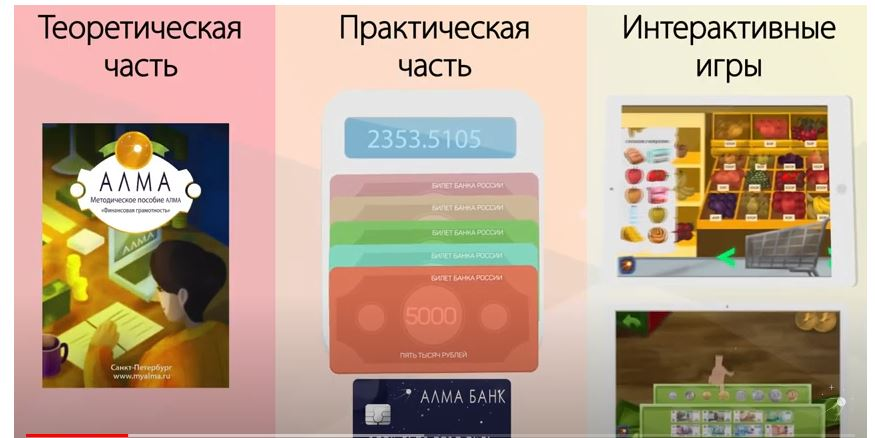 Теоретическая
часть
АЛМА
Методическое пособие АЛМА
«Финансовая грамотность»
АЛМА
Санкт-Петербург
www.myalma.ru
Практическая
часть
2353.5105
БИЛЕТ БАНКА РОССИИ
БИЛЕТ БАНКА РОССИИ
БИЛЕТ БАНКА РОССИИ
БИЛЕТ БАНКА РОССИИ
БИЛЕТ БАНКА РОССИИ
5000
ПЯТЬ ТЫСЯЧ РУБЛЕЙ
АЛМА БАНК
Интерактивные
игры